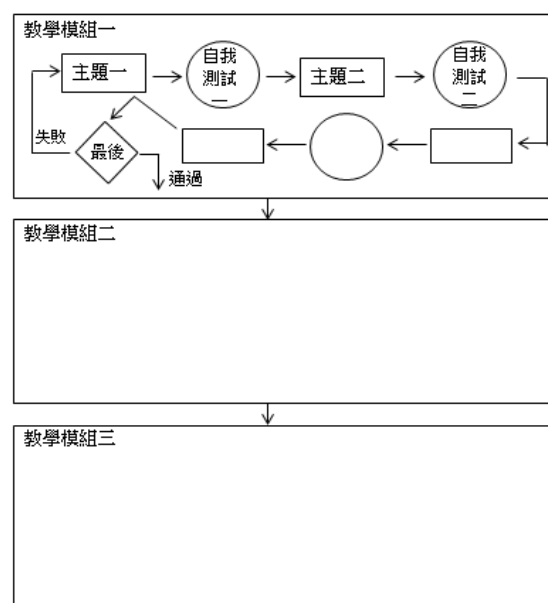 教學模組一
主題一
自我
測試
一
主題二
自我
測試
二
失敗
最後
通過
教學模組二
教學模組三